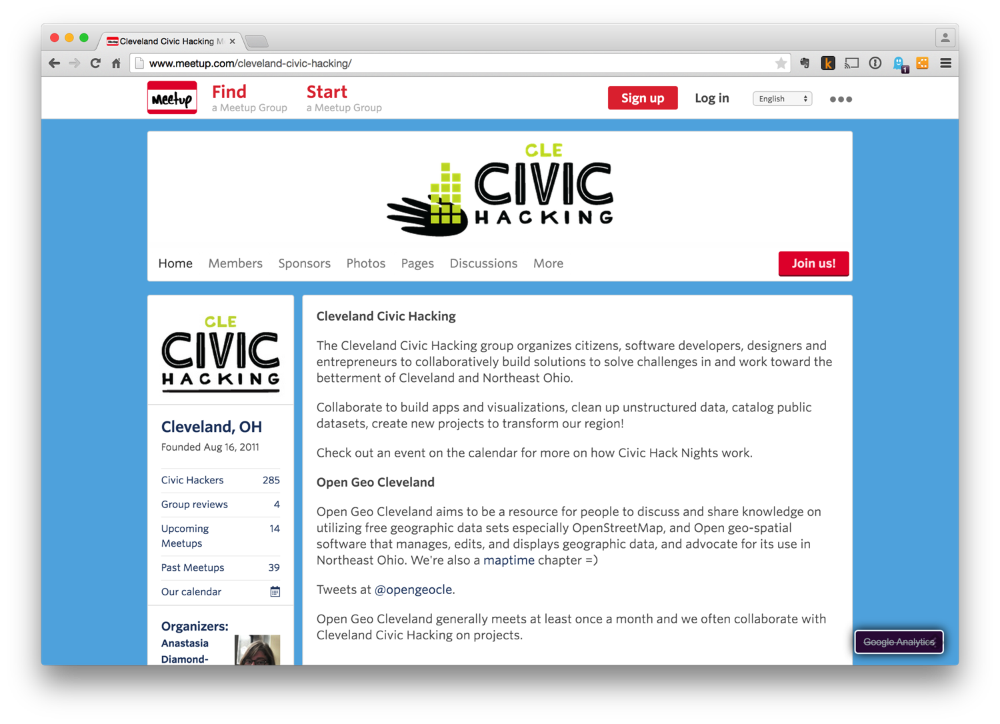 Cleveland Civic Hacking M
www.meetup.com/cleveland-civic-hacking/
k
1
Meetup
Find
a Meetup Group
Start
a Meetup Group
Sign up
Log in
English
CLE
CIVIC
HACKING
Home
Members
Sponsors
Photos
Pages
Discussions
More
Join us!
CLE
CIVIC
HACKING
Cleveland, OH
Founded Aug 16, 2011
Civic Hackers 285
Group reviews 4
Upcoming Meetups 14
Past Meetups 39
Our calendar
Organizers:
Anastasia
Diamond-
Cleveland Civic Hacking
The Cleveland Civic Hacking group organizes citizens, software developers, designers and
entrepreneurs to collaboratively build solutions to solve challenges in and work toward the
betterment of Cleveland and Northeast Ohio.
Collaborate to build apps and visualizations, clean up unstructured data, catalog public
datasets, create new projects to transform our region!
Check out an event on the calendar for more on how Civic Hack Nights work.
Open Geo Cleveland
Open Geo Cleveland aims to be a resource for people to discuss and share knowledge on
utilizing free geographic data sets especially OpenStreetMap, and Open geo-spatial
software that manages, edits, and displays geographic data, and advocate for its use in
Northeast Ohio. We're also a maptime chapter =)
Tweets at @opengeocle.
Open Geo Cleveland generally meets at least once a month and we often collaborate with
Cleveland Civic Hacking on projects.
Google Analytics